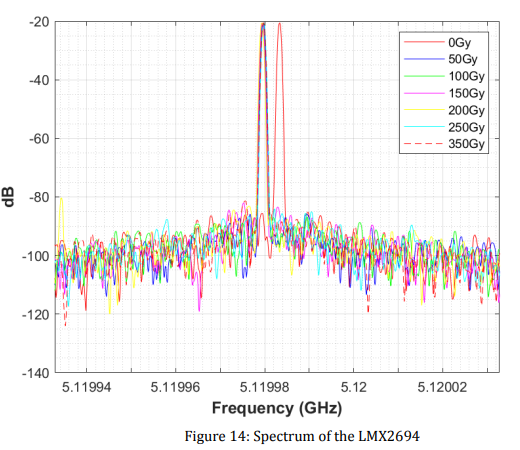 -20
-40
-60
-80
-100
-120
-140
dB
0Gy
50Gy
100Gy
150Gy
200Gy
250Gy
350Gy
5.11994
5.11996
5.11998
5.12
5.12002
Frequency (GHz)
Figure 14: Spectrum of the LMX2694